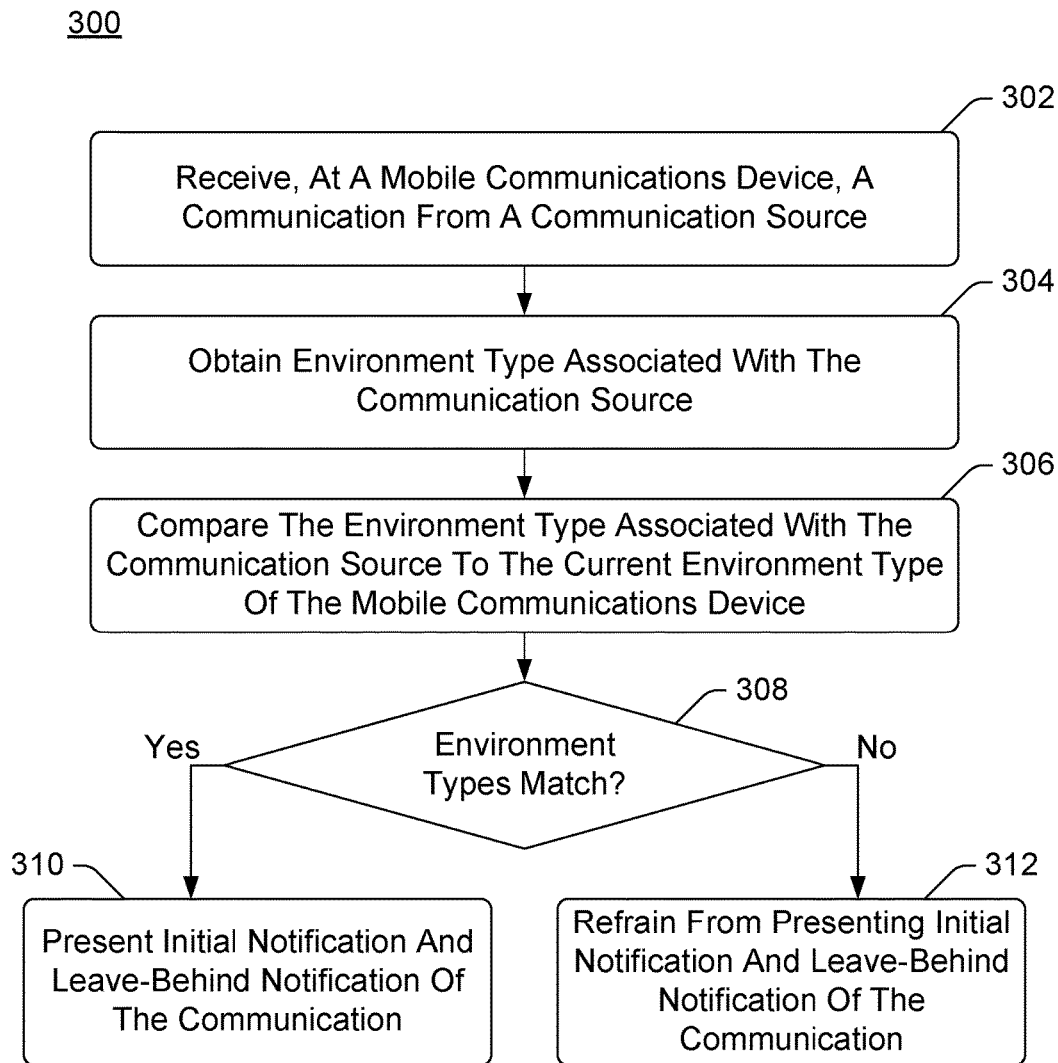 300
302
Receive, At A Mobile Communications Device, A
Communication From A Communication Source
304
Obtain Environment Type Associated With The
Communication Source
306
Compare The Environment Type Associated With The
Communication Source To The Current Environment Type
Of The Mobile Communications Device
308
Environment
Types Match?
Yes
No
310
Present Initial Notification And
Leave-Behind Notification Of
The Communication
312
Refrain From Presenting Initial
Notification And Leave-Behind
Notification Of The
Communication